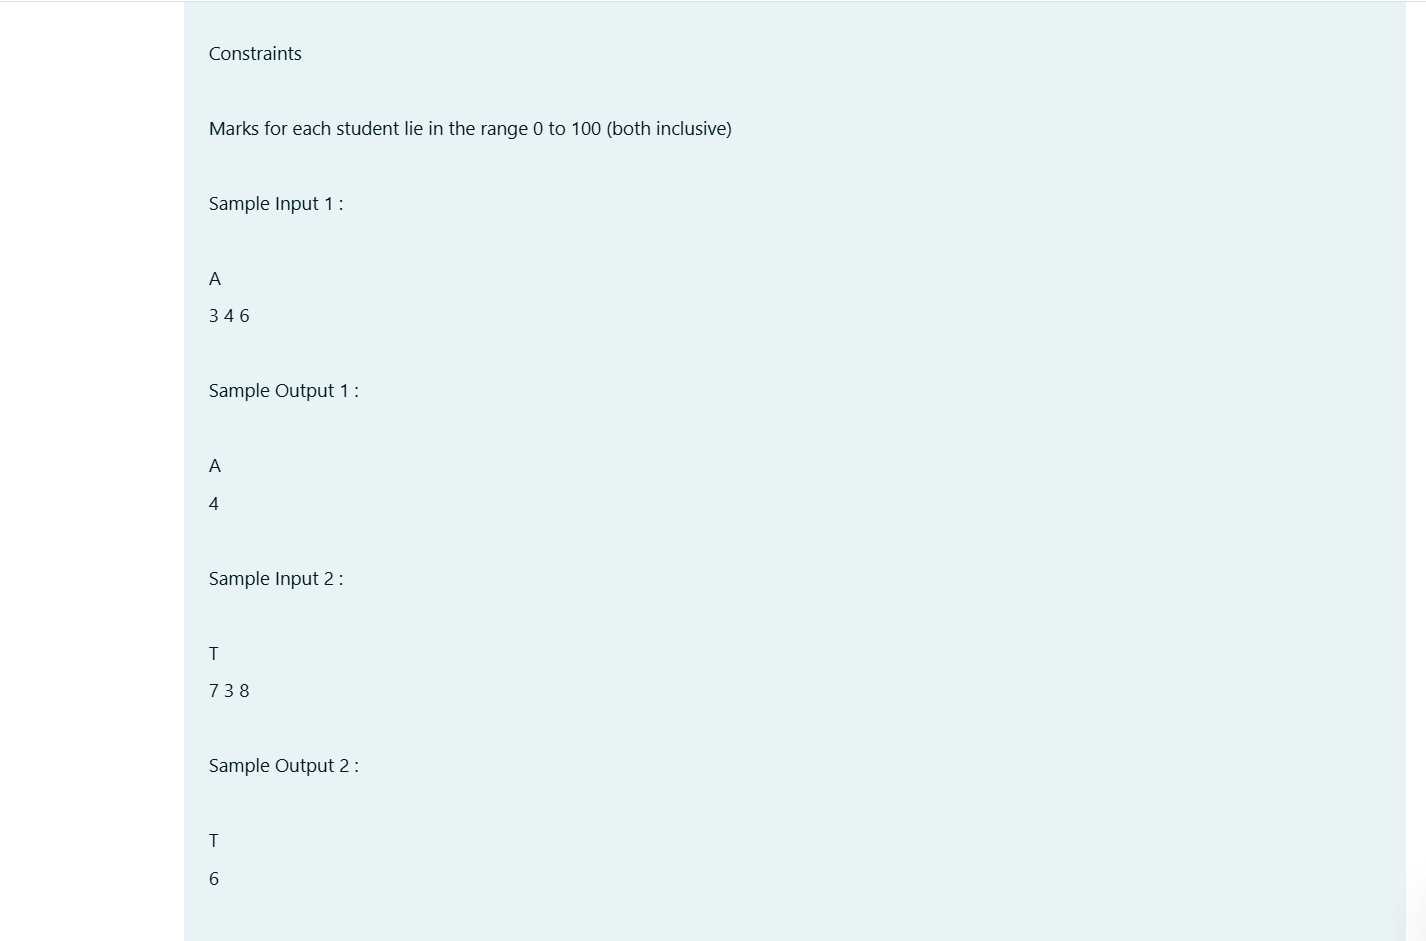 Constraints
Marks for each student lie in the range 0 to 100 (both inclusive)
Sample Input 1 :
A
3 4 6
Sample Output 1 :
A
4
Sample Input 2 :
T
7 3 8
Sample Output 2 :
T
6